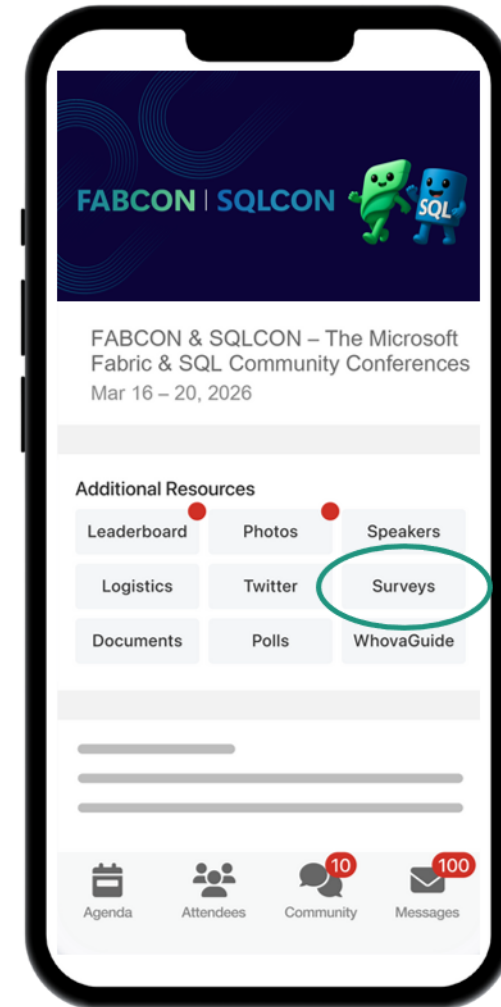 FABCON | SQLCON
SQL
FABCON & SQLCON – The Microsoft
Fabric & SQL Community Conferences
Mar 16 – 20, 2026
Additional Resources
Leaderboard Photos Speakers
Logistics Twitter Surveys
Documents Polls WhovaGuide
10 100
Agenda Attendees Community Messages